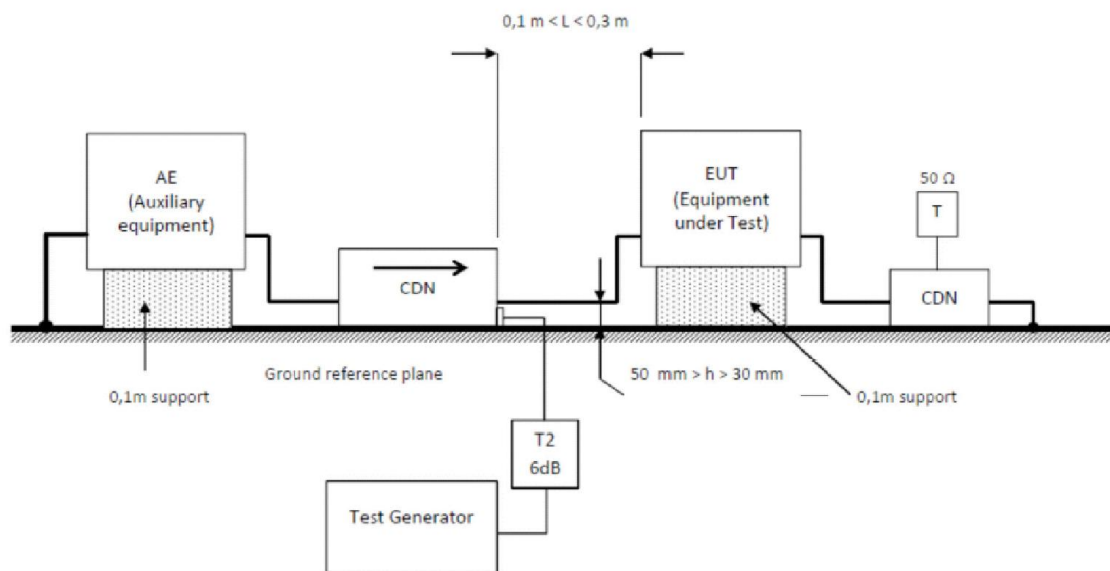 0,1 m < L < 0,3 m
AE
(Auxiliary
equipment)
EUT
(Equipment
under Test)
50 Ω
T
CDN
CDN
Ground reference plane
50 mm > h > 30 mm
0,1m support
0,1m support
T2
6dB
Test Generator